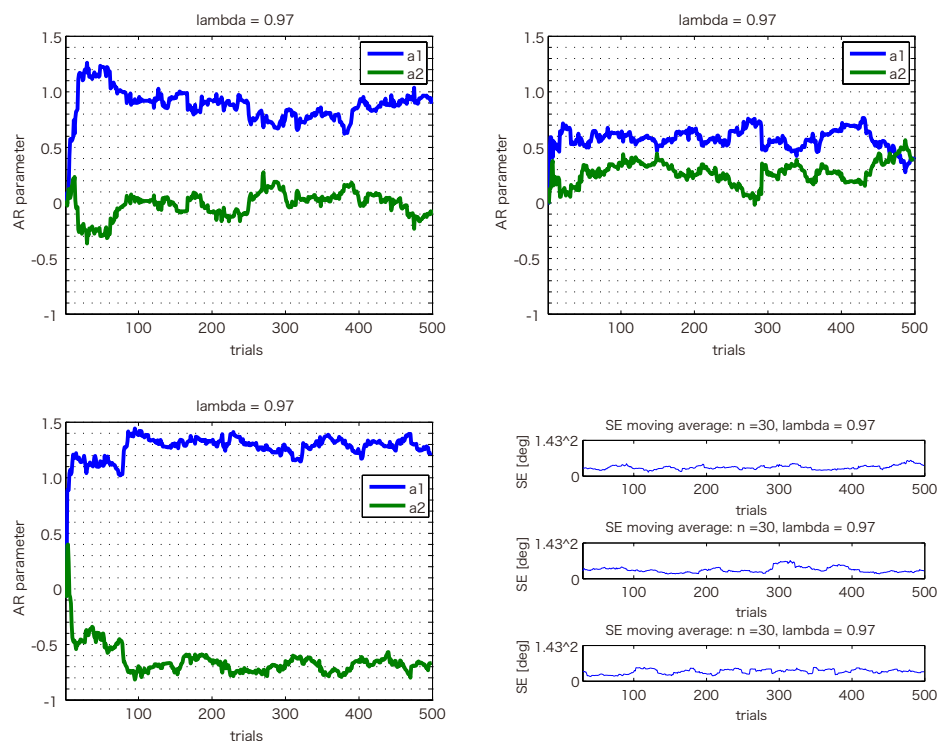 lambda = 0.97
1.5
1.0
0.5
0
-0.5
-1
AR parameter
a1
a2
100 200 300 400 500
trials
lambda = 0.97
1.5
1.0
0.5
0
-0.5
-1
AR parameter
a1
a2
100 200 300 400 500
trials
lambda = 0.97
1.5
1.0
0.5
0
-0.5
-1
AR parameter
a1
a2
100 200 300 400 500
trials
SE moving average: n =30, lambda = 0.97
1.43^2
0
SE [deg]
100 200 300 400 500
trials
SE moving average: n =30, lambda = 0.97
1.43^2
0
SE [deg]
100 200 300 400 500
trials
SE moving average: n =30, lambda = 0.97
1.43^2
0
SE [deg]
100 200 300 400 500
trials